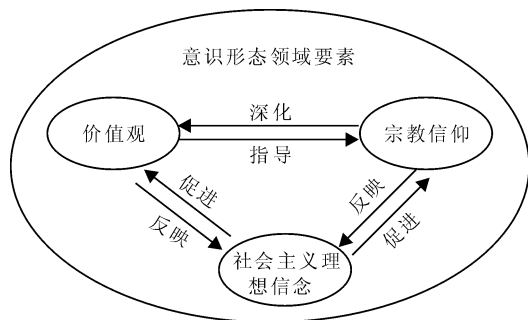 意识形态领域要素
深化
价值观
宗教信仰
指导
促进
反映
反映
促进
社会主义理
想信念